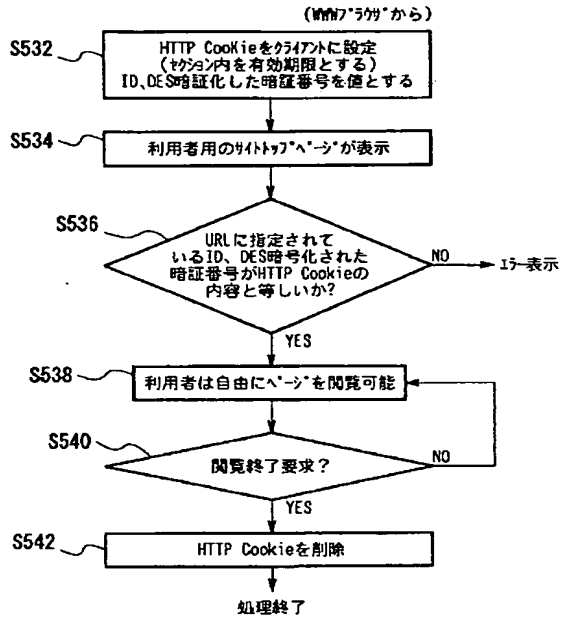 (WWWﾌﾞﾗｳｻﾞから)
S532
HTTP CooKieをｸﾗｲｱﾝﾄに設定
(ｾｸｼｮﾝ内を有効期限とする)
ID、DES暗証化した暗証番号を値とする
S534
利用者用のｻｲﾄﾄｯﾌﾟﾍﾟｰｼﾞが表示
S536
URLに指定されて
いるID、DES暗号化された
暗証番号がHTTP Cookieの
内容と等しいか?
NO
ｴﾗｰ表示
YES
S538
利用者は自由にﾍﾟｰｼﾞを閲覧可能
S540
閲覧終了要求?
NO
YES
S542
HTTP Cookieを削除
処理終了